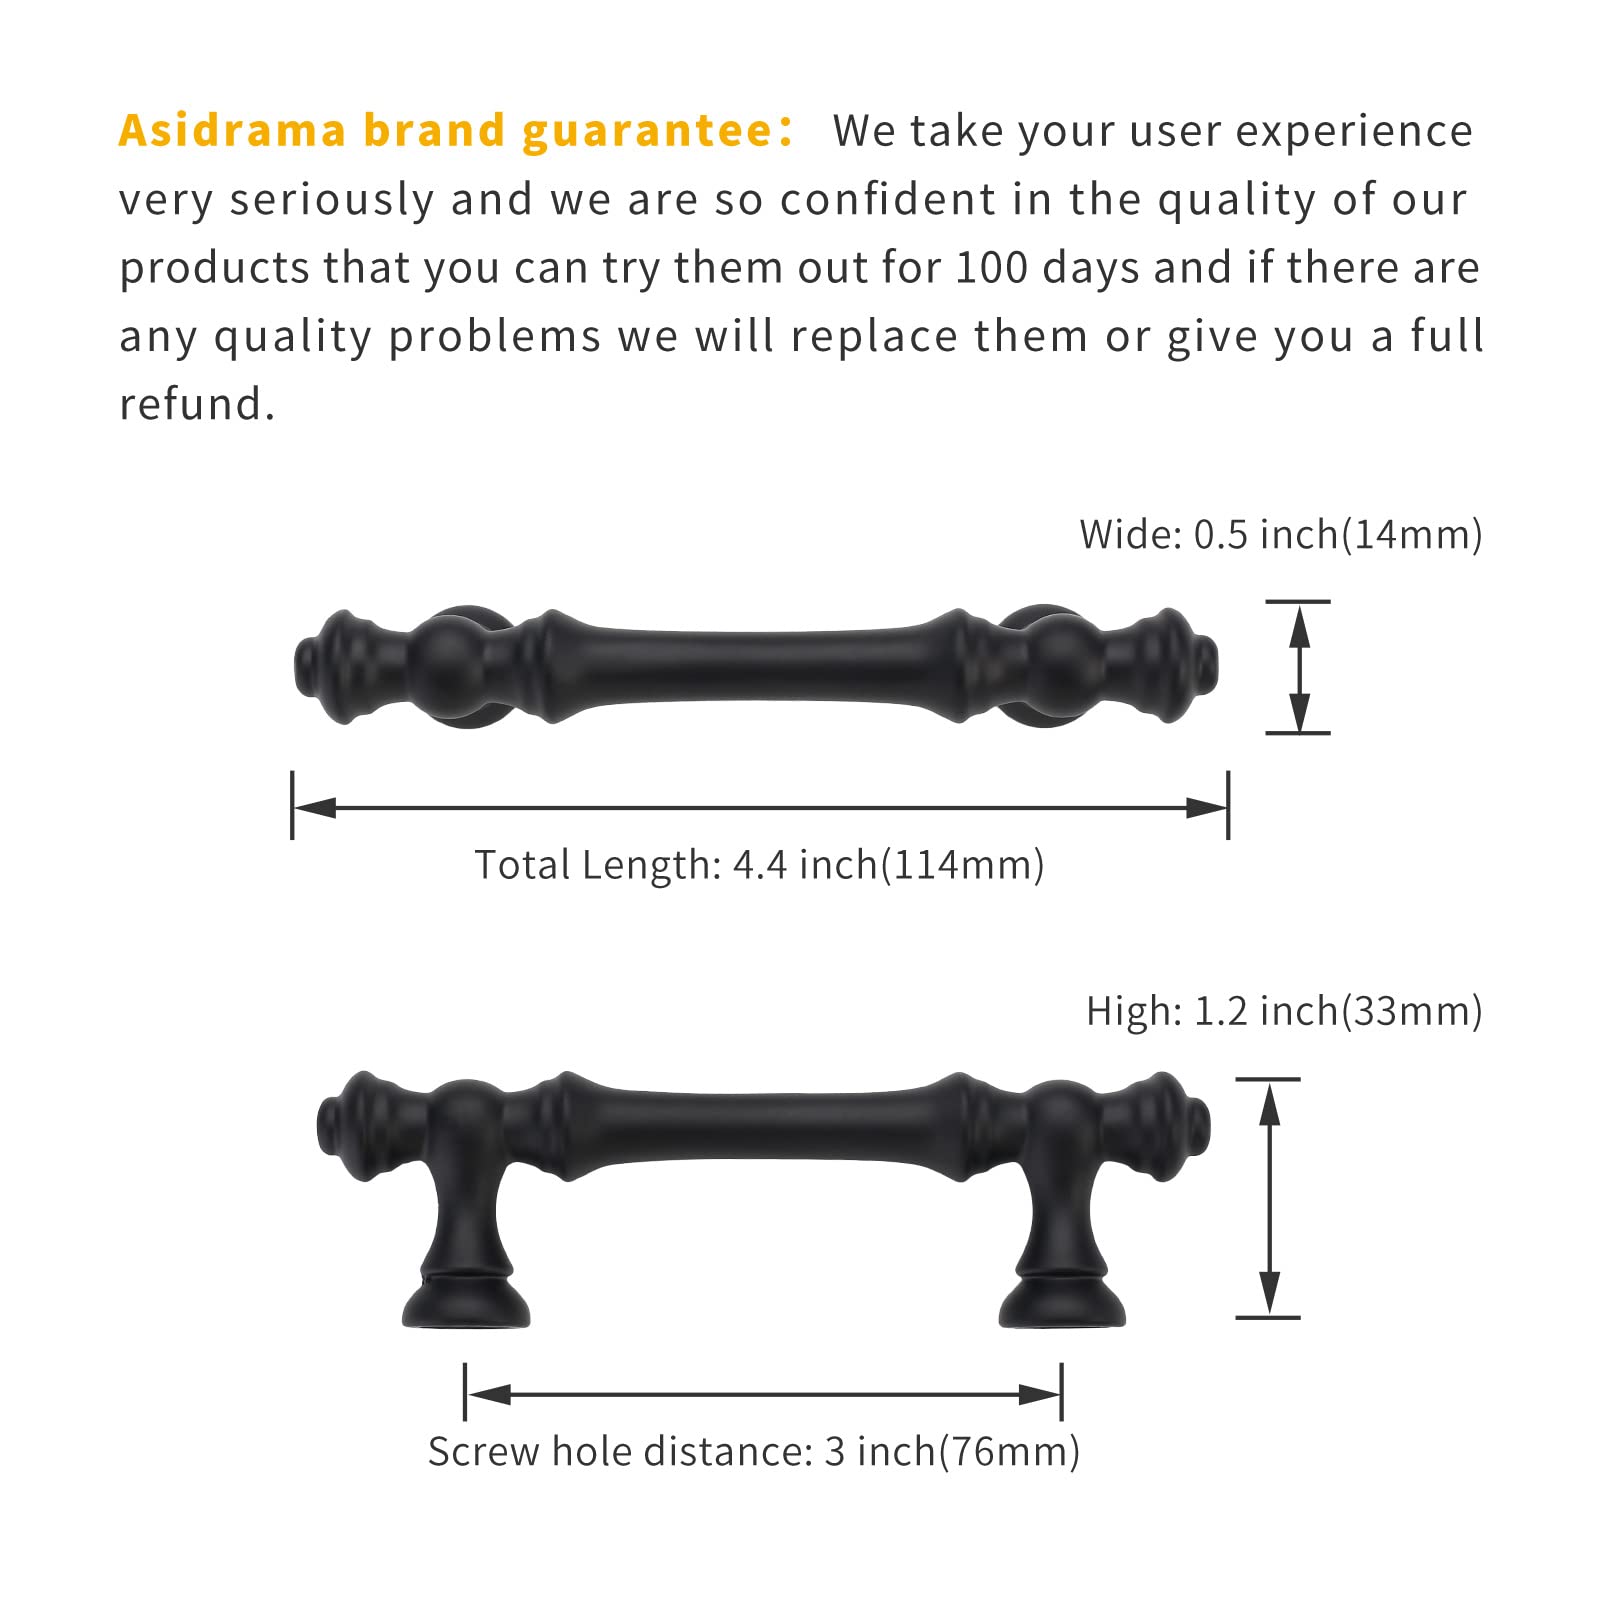 Asidrama brand guarantee: We take your user experience
very seriously and we are so confident in the quality of our
products that you can try them out for 100 days and if there are
any quality problems we will replace them or give you a full
refund.
Wide: 0.5 inch(14mm)
Total Length: 4.4 inch(114mm)
High: 1.2 inch(33mm)
Screw hole distance: 3 inch(76mm)